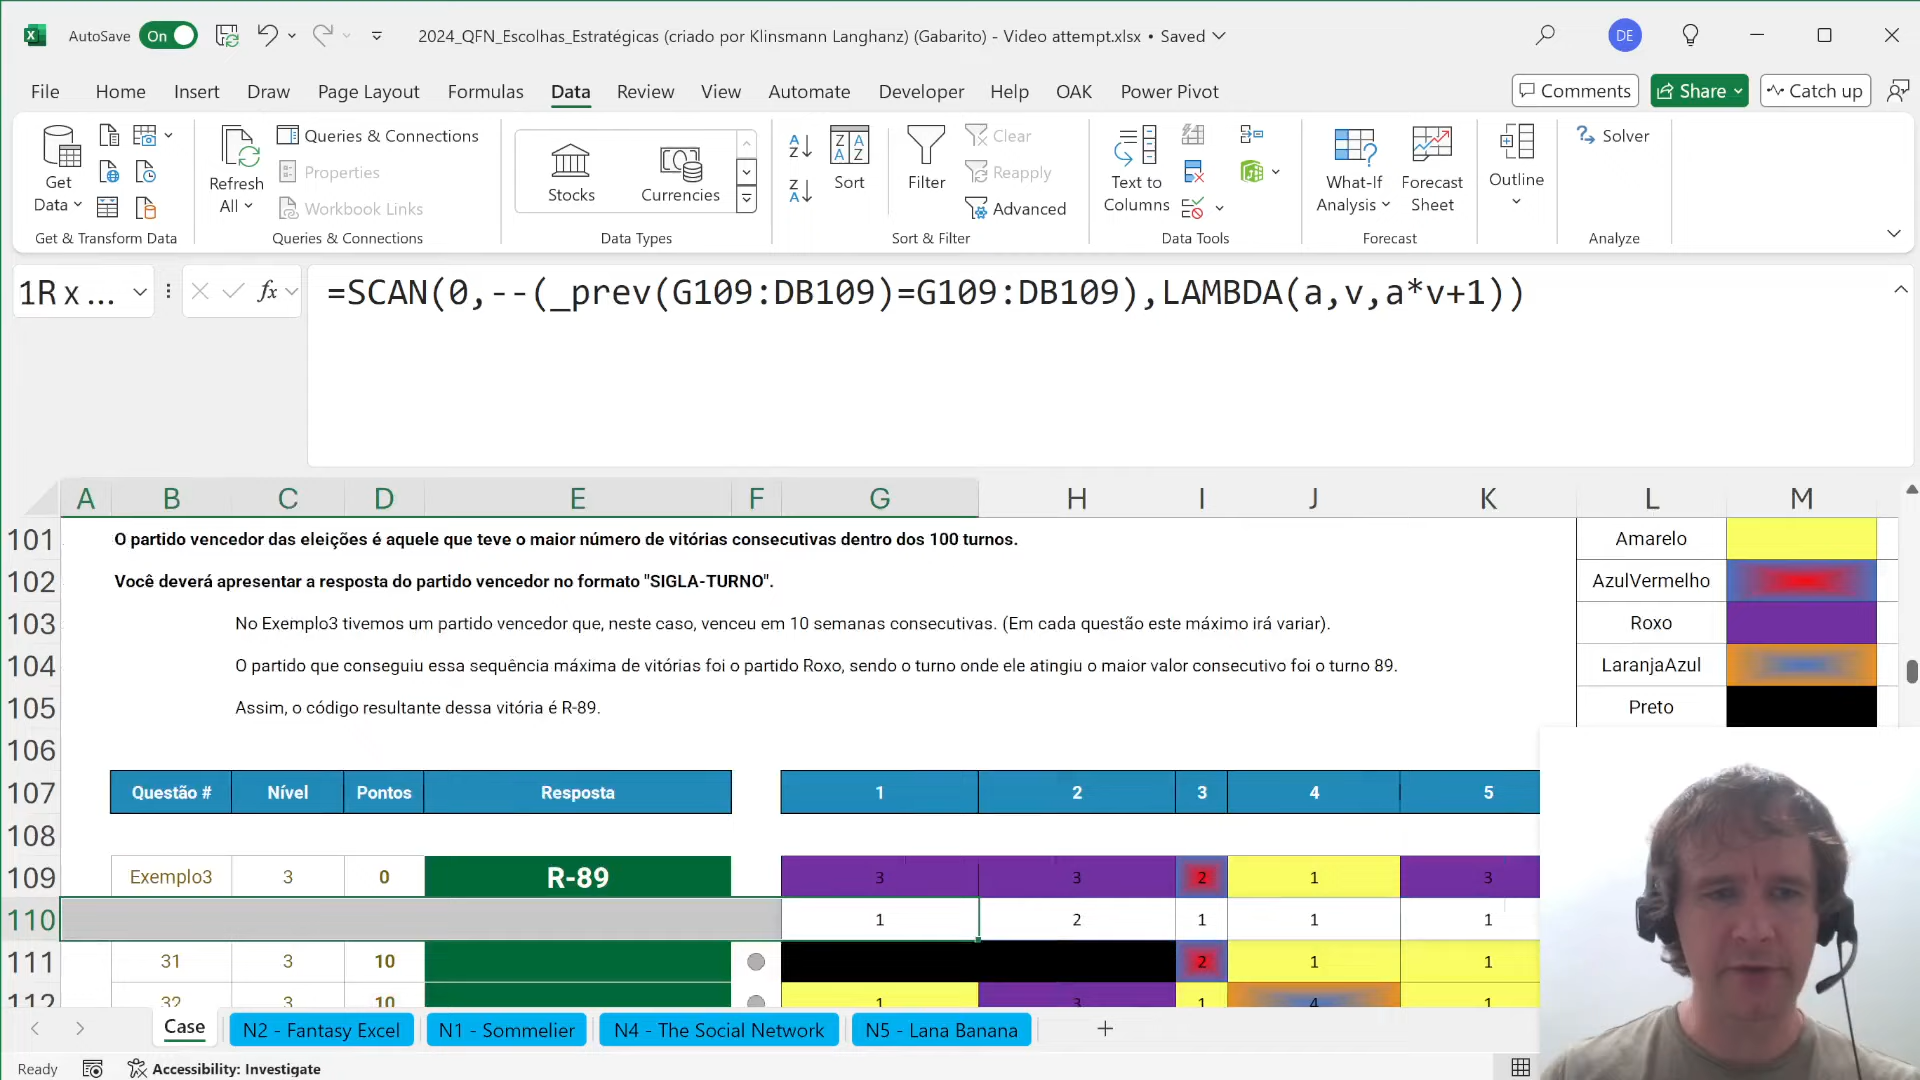 AutoSave On 2024_QFN_Escolhas_Estratégicas (criado por Klinsmann Langhanz) (Gabarito) - Video attempt.xlsx • Saved DE
File Home Insert Draw Page Layout Formulas Data Review View Automate Developer Help OAK Power Pivot Comments Share Catch up
Get Data
Refresh All
Queries & Connections
Properties
Workbook Links
Stocks
Currencies
Sort
Filter
Clear
Reapply
Advanced
Text to Columns
What-If Analysis
Forecast Sheet
Outline
Solver
Get & Transform Data Queries & Connections Data Types Sort & Filter Data Tools Forecast Analyze
1R x ... fx =SCAN(0,--(_prev(G109:DB109)=G109:DB109),LAMBDA(a,v,a*v+1))
A B C D E F G H I J K L M
101 O partido vencedor das eleições é aquele que teve o maior número de vitórias consecutivas dentro dos 100 turnos. Amarelo
102 Você deverá apresentar a resposta do partido vencedor no formato "SIGLA-TURNO". AzulVermelho
103 No Exemplo3 tivemos um partido vencedor que, neste caso, venceu em 10 semanas consecutivas. (Em cada questão este máximo irá variar). Roxo
104 O partido que conseguiu essa sequência máxima de vitórias foi o partido Roxo, sendo o turno onde ele atingiu o maior valor consecutivo foi o turno 89. LaranjaAzul
105 Assim, o código resultante dessa vitória é R-89. Preto
106
107 Questão # Nível Pontos Resposta 1 2 3 4 5
108
109 Exemplo3 3 0 R-89 3 3 2 1 3
110 1 2 1 1 1
111 31 3 10 2 1 1
112 32 3 10 1 3 1 4 1
Case N2 - Fantasy Excel N1 - Sommelier N4 - The Social Network N5 - Lana Banana
Ready Accessibility: Investigate